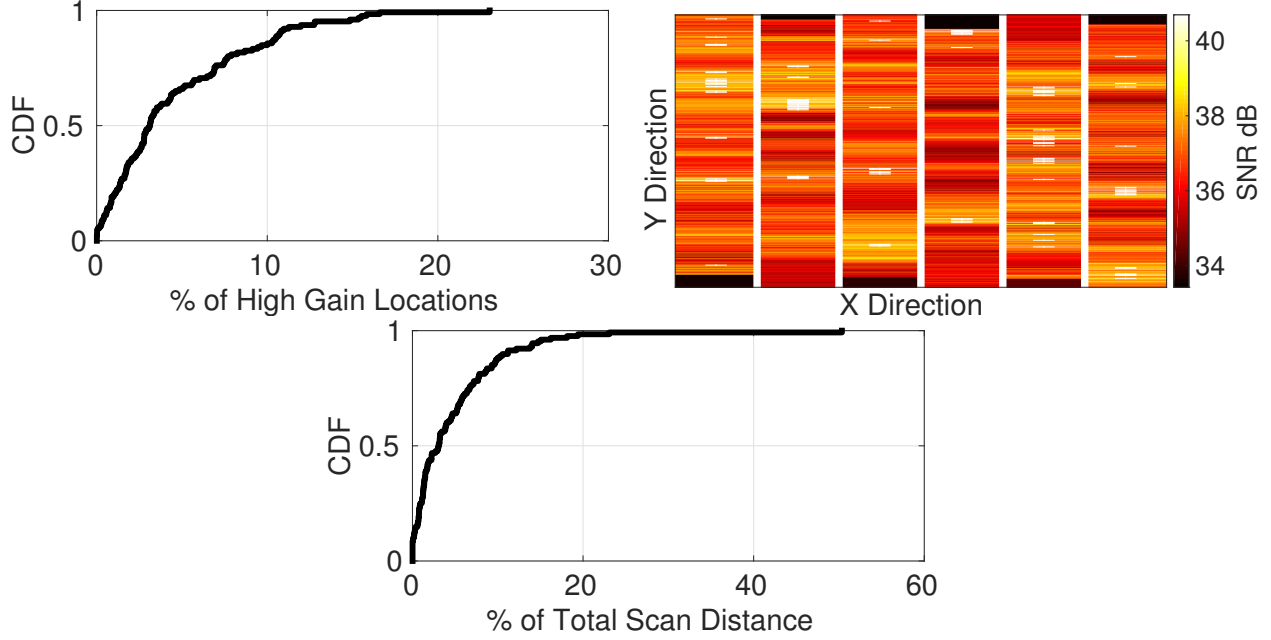 1
0.5
0
CDF
0
10
20
30
% of High Gain Locations
Y Direction
X Direction
40
38
36
34
SNR dB
1
0.5
0
CDF
0
20
40
60
% of Total Scan Distance